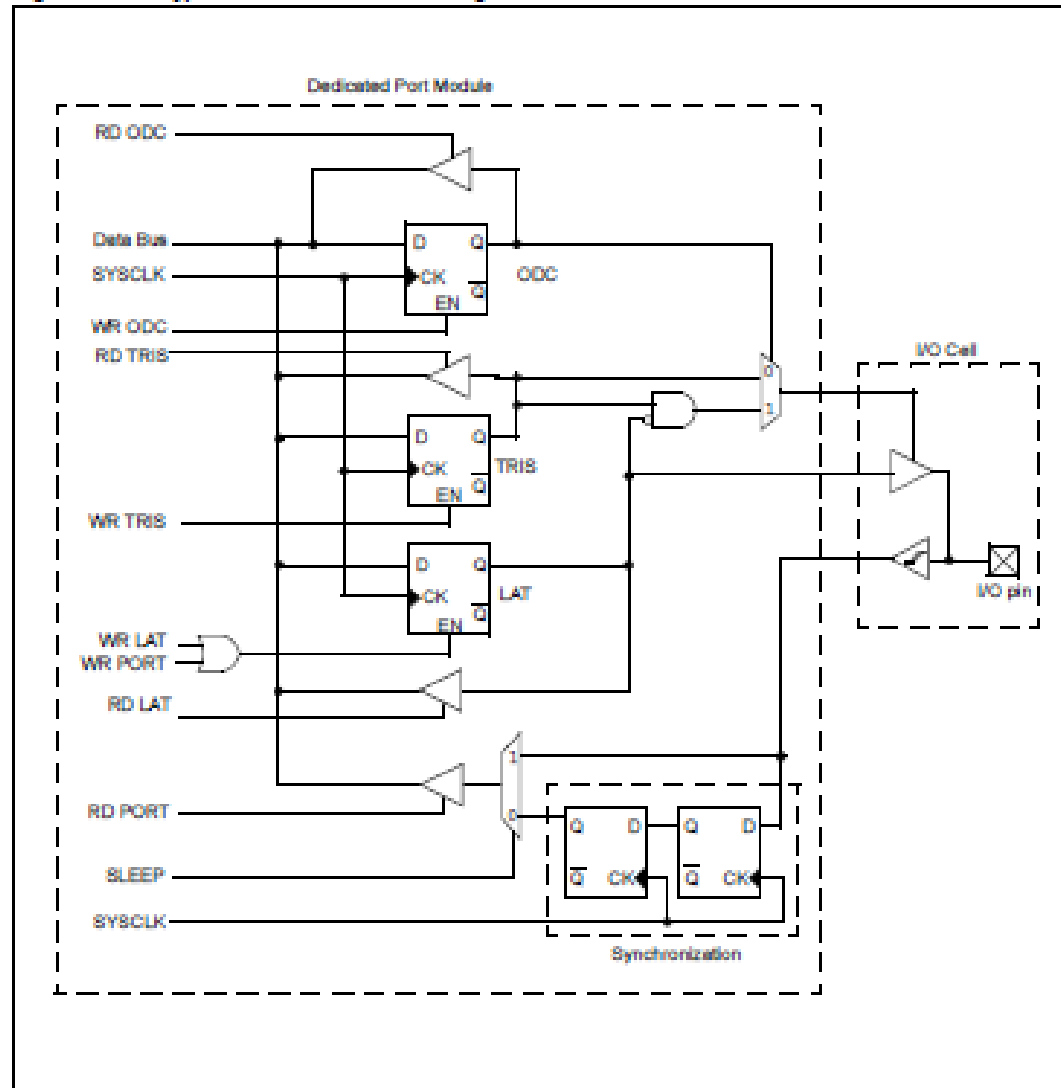 Dedicated Port Module
RD ODC
Data Bus
D Q
SYSCLK
CK
ODC
Q
EN
WR ODC
RD TRIS
I/O Cell
0
1
D Q
TRIS
CK
Q
EN
WR TRIS
D Q
LAT
CK
Q
EN
I/O pin
WR LAT
WR PORT
RD LAT
1
RD PORT
0
Q D
Q D
SLEEP
Q CK
Q CK
SYSCLK
Synchronization